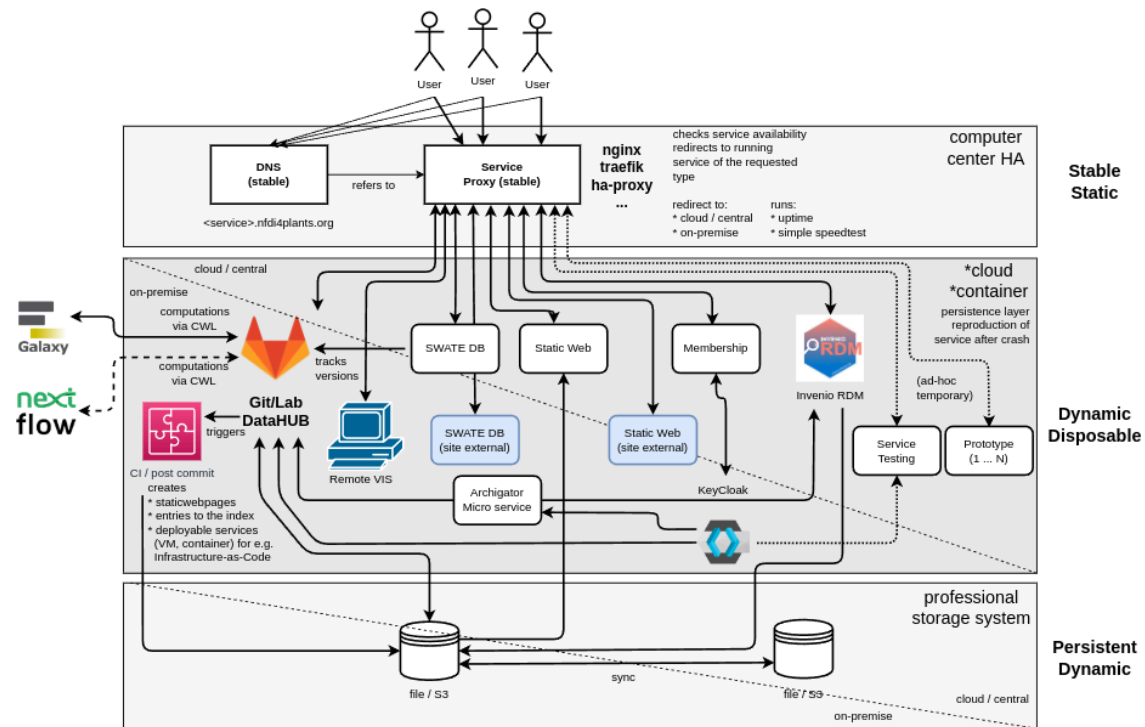 User
User
User
computer
center HA
Stable
Static
DNS
(stable)
refers to
Service
Proxy (stable)
nginx
traefik
ha-proxy
...
checks service availability
redirects to running
service of the requested
type
redirect to:
* cloud / central
* on-premise
runs:
* uptime
* simple speedtest
<service>.nfdi4plants.org
cloud / central
on-premise
*cloud
*container
persistence layer
reproduction of
service after crash
Dynamic
Disposable
Galaxy
computations
via CWL
next
flow
computations
via CWL
tracks
versions
SWATE DB
Static Web
Membership
INVENIO
RDM
Invenio RDM
(ad-hoc
temporary)
Git/Lab
DataHUB
triggers
CI / post commit
creates
* staticwebpages
* entries to the index
* deployable services
(VM, container) for e.g.
Infrastructure-as-Code
Remote VIS
SWATE DB
(site external)
Static Web
(site external)
Service
Testing
Prototype
(1 ... N)
KeyCloak
Archigator
Micro service
professional
storage system
Persistent
Dynamic
file / S3
sync
file / S3
cloud / central
on-premise